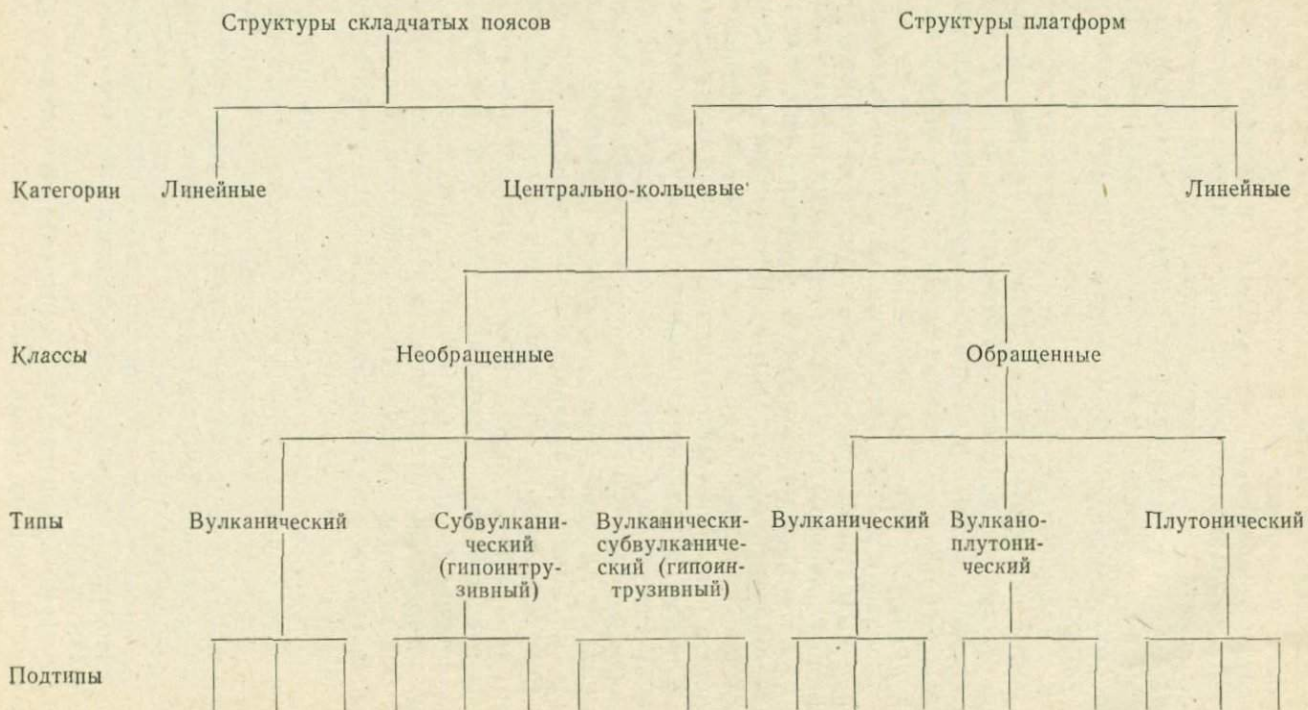 Структуры складчатых поясов
Структуры платформ
Категории
Линейные
Центрально-кольцевые
Линейные
Классы
Необращенные
Обращенные
Типы
Вулканический
Субвулкани-
ческий
(гипоинтру-
зивный)
Вулканически-
субвулканиче-
ский (гипоин-
трузивный)
Вулканический
Вулкано-
плутони-
ческий
Плутонический
Подтипы